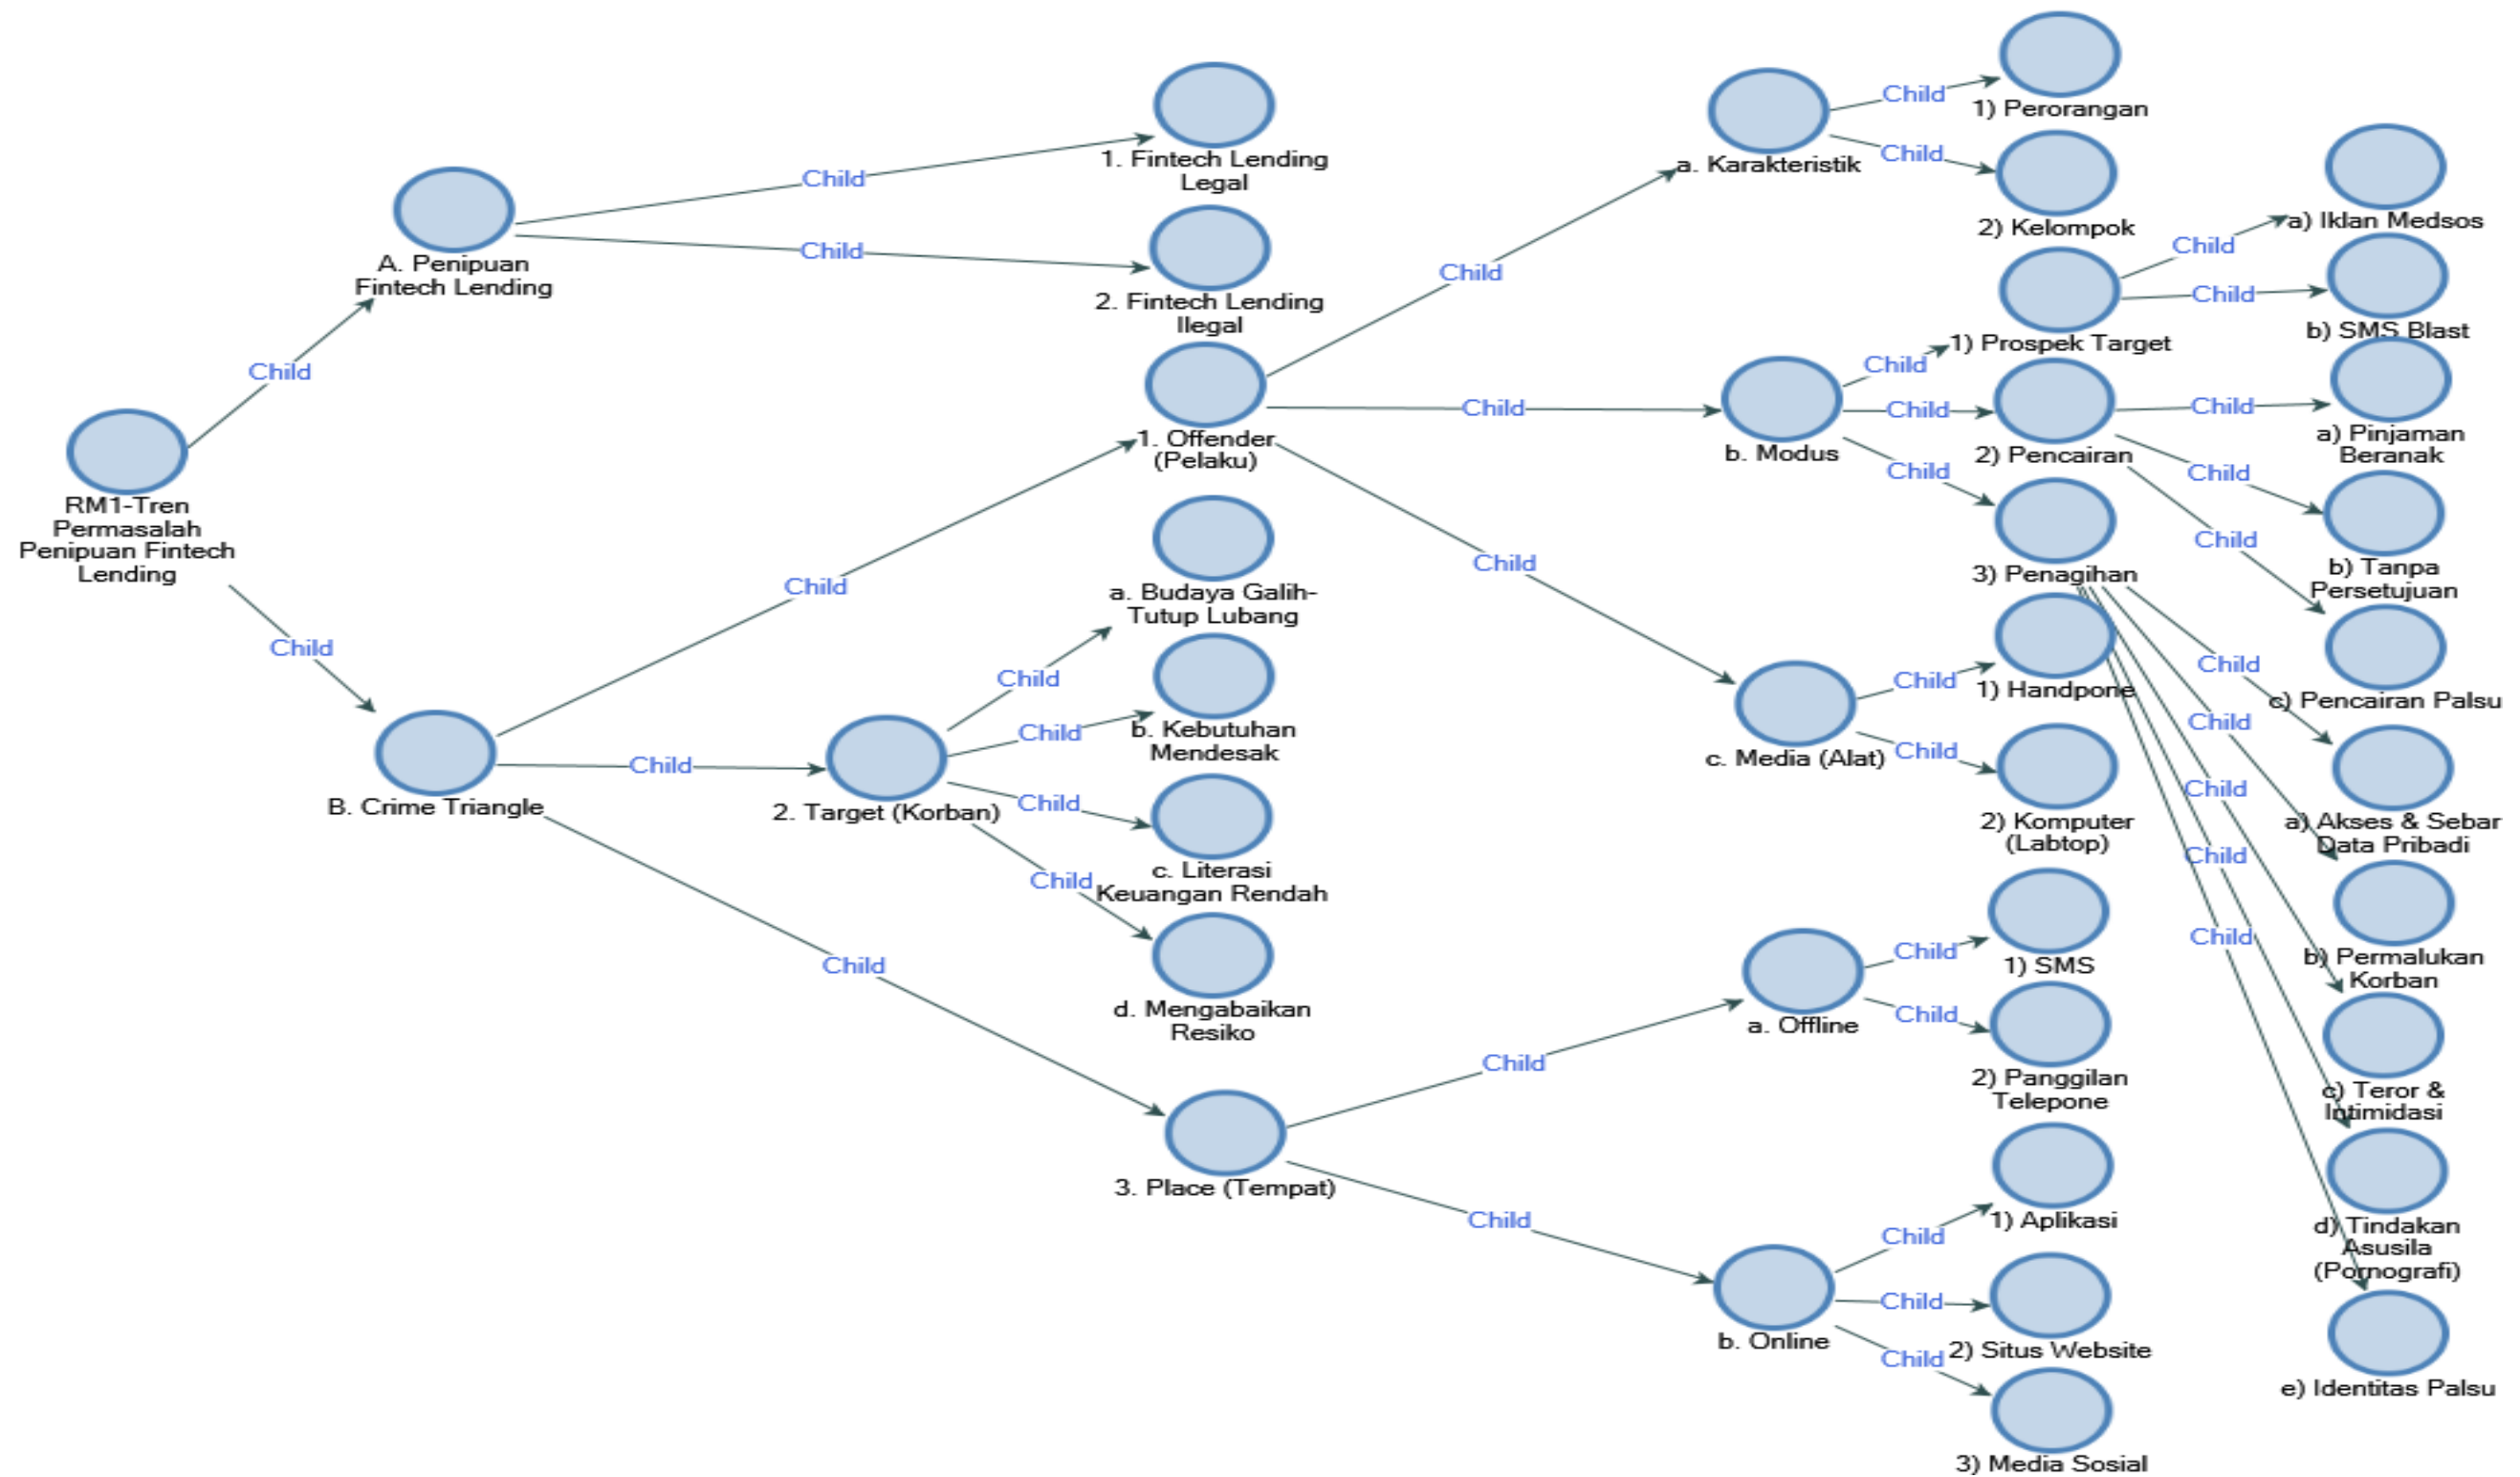 RM1-Tren
Permasalah
Penipuan Fintech
Lending
Child
Child
A. Penipuan
Fintech Lending
Child
Child
1. Fintech Lending
Legal
2. Fintech Lending
Ilegal
B. Crime Triangle
Child
Child
Child
1. Offender
(Pelaku)
Child
Child
Child
a. Karakteristik
Child
Child
1) Perorangan
2) Kelompok
b. Modus
Child
Child
Child
1) Prospek Target
Child
Child
a) Iklan Medsos
b) SMS Blast
2) Pencairan
Child
Child
Child
a) Pinjaman
Beranak
b) Tanpa
Persetujuan
c) Pencairan Palsu
3) Penagihan
Child
Child
Child
Child
Child
a) Akses & Sebar
Data Pribadi
b) Permalukan
Korban
c) Teror &
Intimidasi
d) Tindakan
Asusila
(Pornografi)
e) Identitas Palsu
c. Media (Alat)
Child
Child
1) Handpone
2) Komputer
(Labtop)
2. Target (Korban)
Child
Child
Child
Child
a. Budaya Galih-
Tutup Lubang
b. Kebutuhan
Mendesak
c. Literasi
Keuangan Rendah
d. Mengabaikan
Resiko
3. Place (Tempat)
Child
Child
a. Offline
Child
Child
1) SMS
2) Panggilan
Telepone
b. Online
Child
Child
Child
1) Aplikasi
2) Situs Website
3) Media Sosial